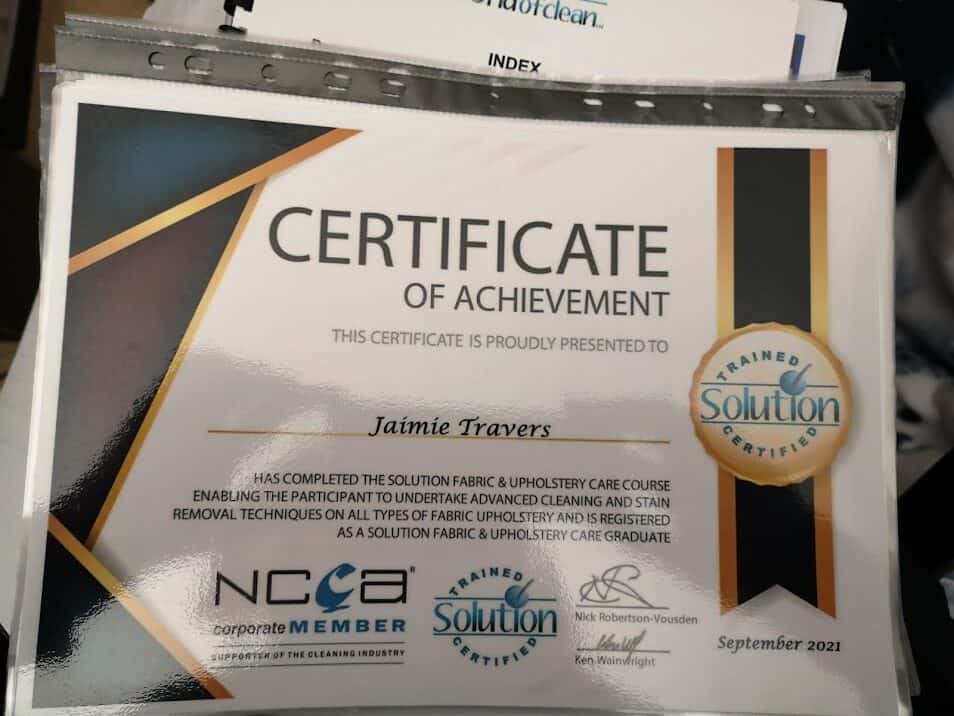 ofclean
INDEX
CERTIFICATE
OF ACHIEVEMENT
THIS CERTIFICATE IS PROUDLY PRESENTED TO
Jaimie Travers
HAS COMPLETED THE SOLUTION FABRIC & UPHOLSTERY CARE COURSE
ENABLING THE PARTICIPANT TO UNDERTAKE ADVANCED CLEANING AND STAIN
REMOVAL TECHNIQUES ON ALL TYPES OF FABRIC UPHOLSTERY AND IS REGISTERED
AS A SOLUTION FABRIC & UPHOLSTERY CARE GRADUATE
TRAINED
Solution
CERTIFIED
ncca®
corporate MEMBER
SUPPORTER OF THE CLEANING INDUSTRY
TRAINED
Solution
CERTIFIED
Nick Robertson-Vousden
Ken Wainwright
September 2021